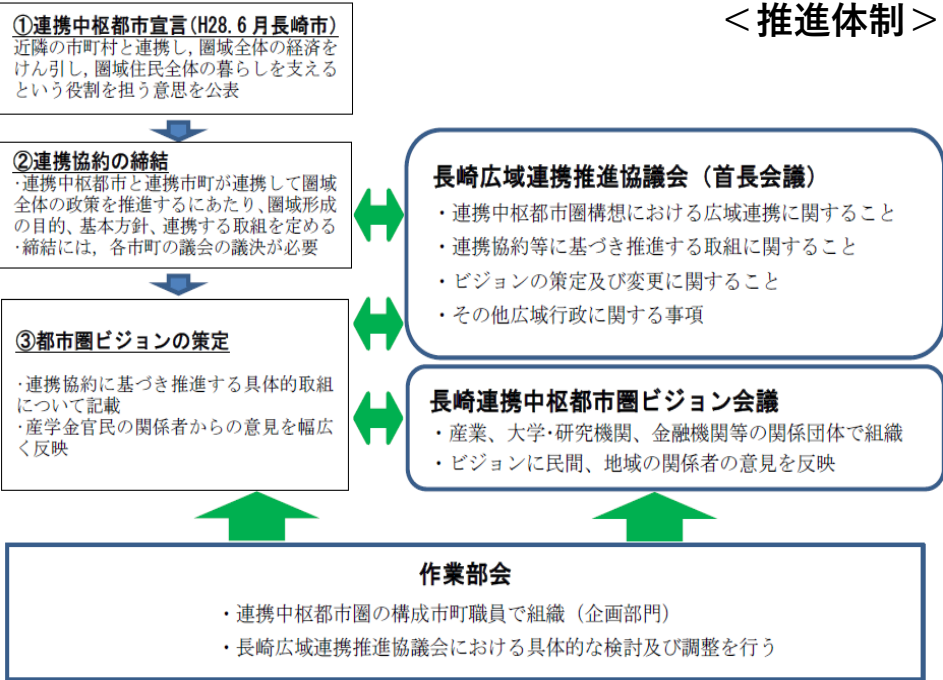 ＜推進体制＞
①連携中枢都市宣言(H28.6月長崎市)
近隣の市町村と連携し,圏域全体の経済を
けん引し,圏域住民全体の暮らしを支える
という役割を担う意思を公表
②連携協約の締結
・連携中枢都市と連携市町が連携して圏域
全体の政策を推進するにあたり、圏域形成
の目的、基本方針、連携する取組を定める
・締結には，各市町の議会の議決が必要
③都市圏ビジョンの策定
・連携協約に基づき推進する具体的取組
について記載
・産学金官民の関係者からの意見を幅広
く反映
長崎広域連携推進協議会（首長会議）
・連携中枢都市圏構想における広域連携に関すること
・連携協約等に基づき推進する取組に関すること
・ビジョンの策定及び変更に関すること
・その他広域行政に関する事項
長崎連携中枢都市圏ビジョン会議
・産業、大学・研究機関、金融機関等の関係団体で組織
・ビジョンに民間、地域の関係者の意見を反映
作業部会
・連携中枢都市圏の構成市町職員で組織（企画部門）
・長崎広域連携推進協議会における具体的な検討及び調整を行う